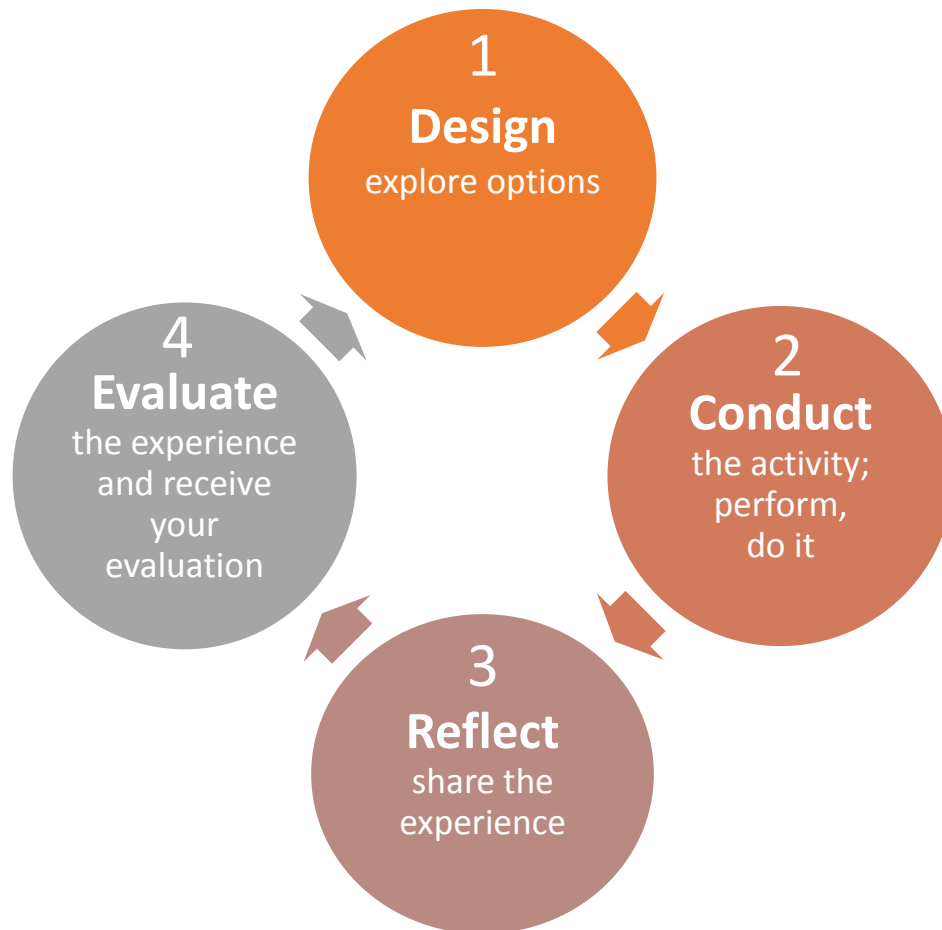 1
Design
explore options
2
Conduct
the activity;
perform,
do it
3
Reflect
share the
experience
4
Evaluate
the experience
and receive
your
evaluation